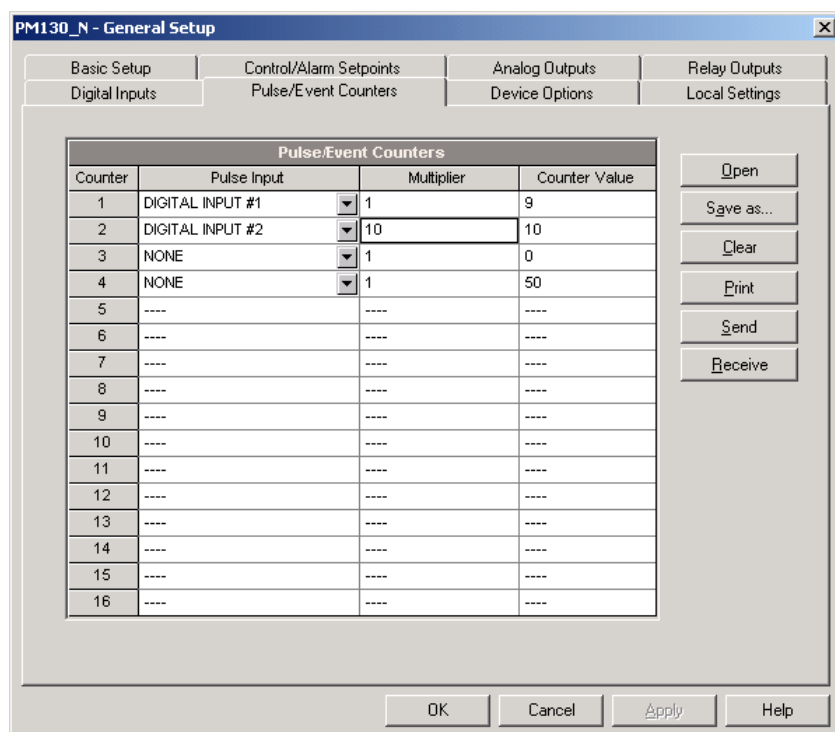 PM130_N - General Setup
Basic Setup Control/Alarm Setpoints Analog Outputs Relay Outputs
Digital Inputs Pulse/Event Counters Device Options Local Settings
Pulse/Event Counters
Counter Pulse Input Multiplier Counter Value
1 DIGITAL INPUT #1 1 9
2 DIGITAL INPUT #2 10 10
3 NONE 1 0
4 NONE 1 50
5 ---- ---- ----
6 ---- ---- ----
7 ---- ---- ----
8 ---- ---- ----
9 ---- ---- ----
10 ---- ---- ----
11 ---- ---- ----
12 ---- ---- ----
13 ---- ---- ----
14 ---- ---- ----
15 ---- ---- ----
16 ---- ---- ----
Open
Save as...
Clear
Print
Send
Receive
OK Cancel Apply Help